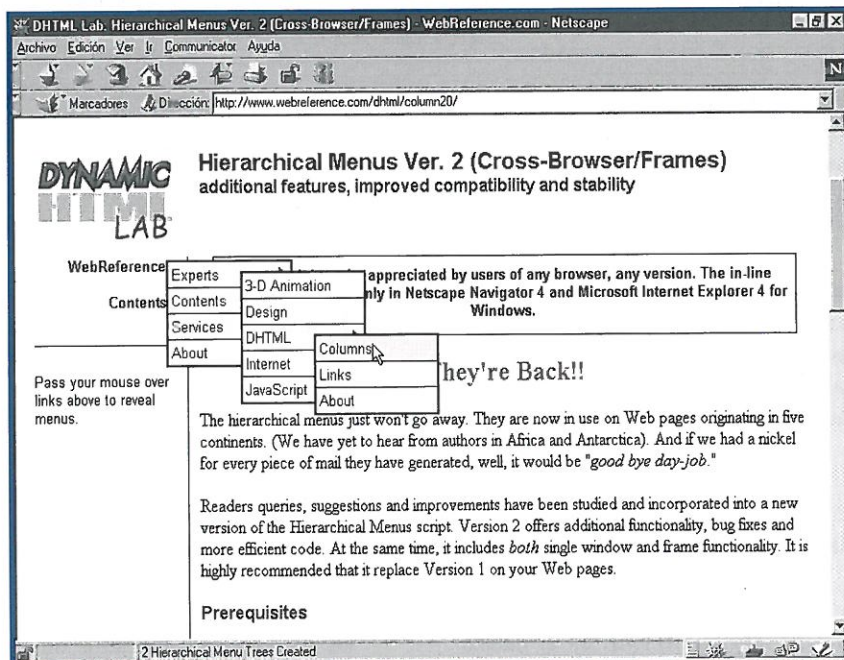 DHTML Lab: Hierarchical Menus Ver. 2 (Cross-Browser/Frames) - WebReference.com - Netscape
Archivo Edición Ver Ir Communicator Ayuda
Marcadores Dirección: http://www.webreference.com/dhtml/column20/
N
DYNAMIC
HTML
LAB
Hierarchical Menus Ver. 2 (Cross-Browser/Frames)
additional features, improved compatibility and stability
WebReference
Contents
Experts
Contents
Services
About
3-D Animation
Design
DHTML
Internet
JavaScript
Columns
Links
About
appreciated by users of any browser, any version. The in-line
nly in Netscape Navigator 4 and Microsoft Internet Explorer 4 for
Windows.
Pass your mouse over
links above to reveal
menus.
hey're Back!!
The hierarchical menus just won't go away. They are now in use on Web pages originating in five
continents. (We have yet to hear from authors in Africa and Antarctica). And if we had a nickel
for every piece of mail they have generated, well, it would be "good bye day-job."
Readers queries, suggestions and improvements have been studied and incorporated into a new
version of the Hierarchical Menus script. Version 2 offers additional functionality, bug fixes and
more efficient code. At the same time, it includes both single window and frame functionality. It is
highly recommended that it replace Version 1 on your Web pages.
Prerequisites
2 Hierarchical Menu Trees Created